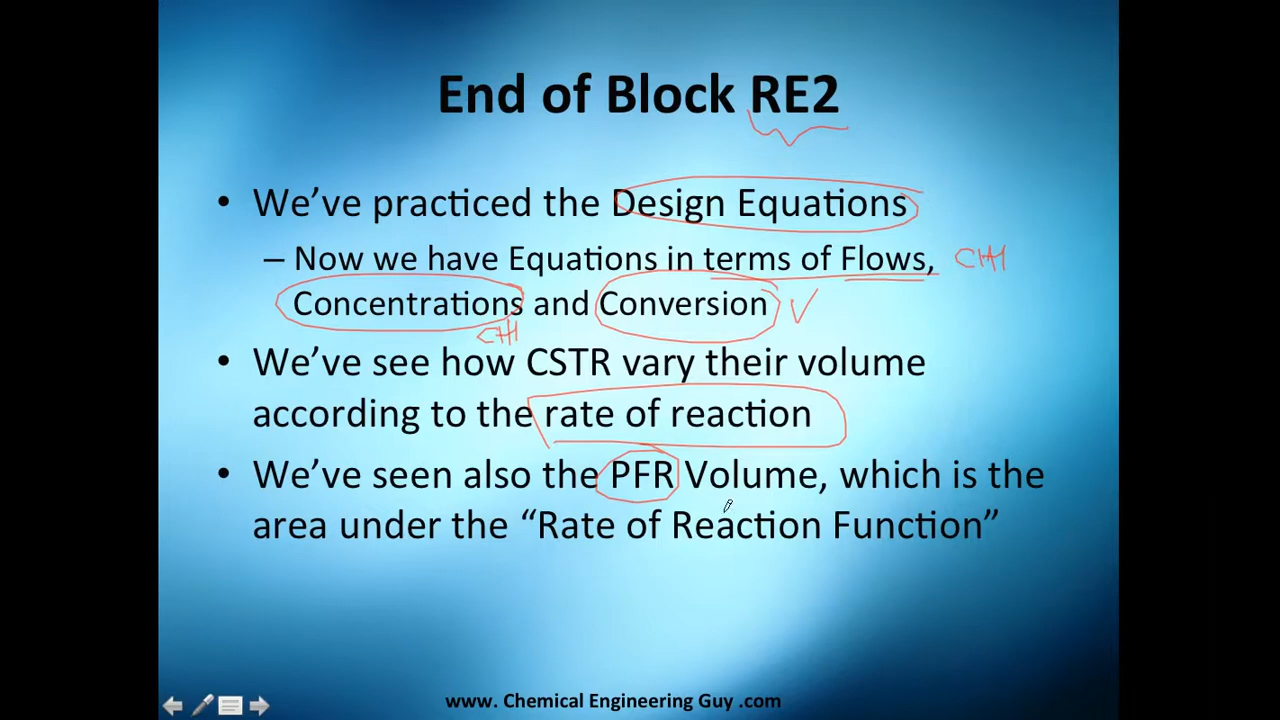 End of Block RE2
• We’ve practiced the Design Equations
– Now we have Equations in terms of Flows, CH1
Concentrations and Conversion
CH1
• We’ve see how CSTR vary their volume
according to the rate of reaction
• We’ve seen also the PFR Volume, which is the
area under the “Rate of Reaction Function”
www. Chemical Engineering Guy .com